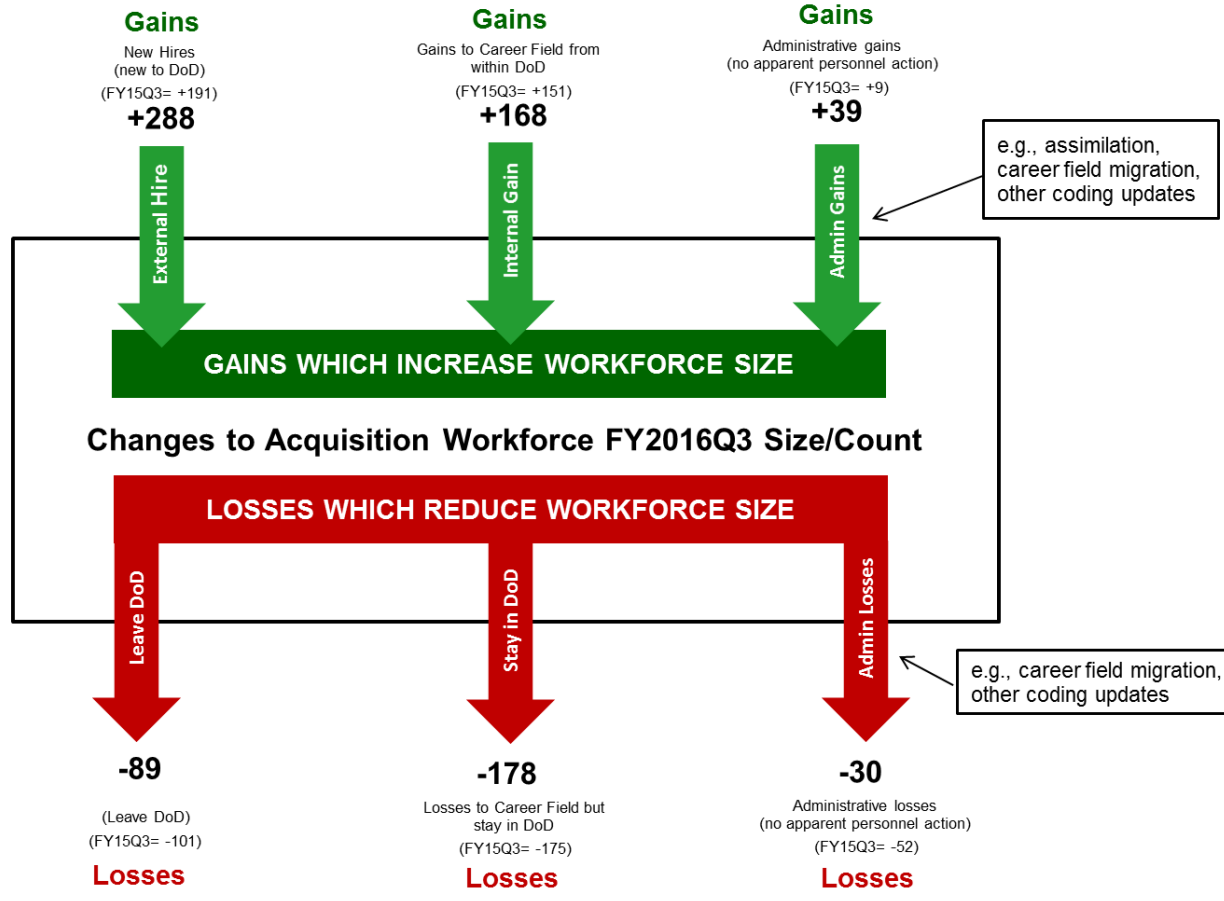 Gains
New Hires
(new to DoD)
(FY15Q3= +191)
+288
Gains
Gains to Career Field from
within DoD
(FY15Q3= +151)
+168
Gains
Administrative gains
(no apparent personnel action)
(FY15Q3= +9)
+39
e.g., assimilation,
career field migration,
other coding updates
External Hire
Internal Gain
Admin Gains
GAINS WHICH INCREASE WORKFORCE SIZE
Changes to Acquisition Workforce FY2016Q3 Size/Count
LOSSES WHICH REDUCE WORKFORCE SIZE
Leave DoD
Stay in DoD
Admin Losses
e.g., career field migration,
other coding updates
-89
(Leave DoD)
(FY15Q3= -101)
Losses
-178
Losses to Career Field but
stay in DoD
(FY15Q3= -175)
Losses
-30
Administrative losses
(no apparent personnel action)
(FY15Q3= -52)
Losses